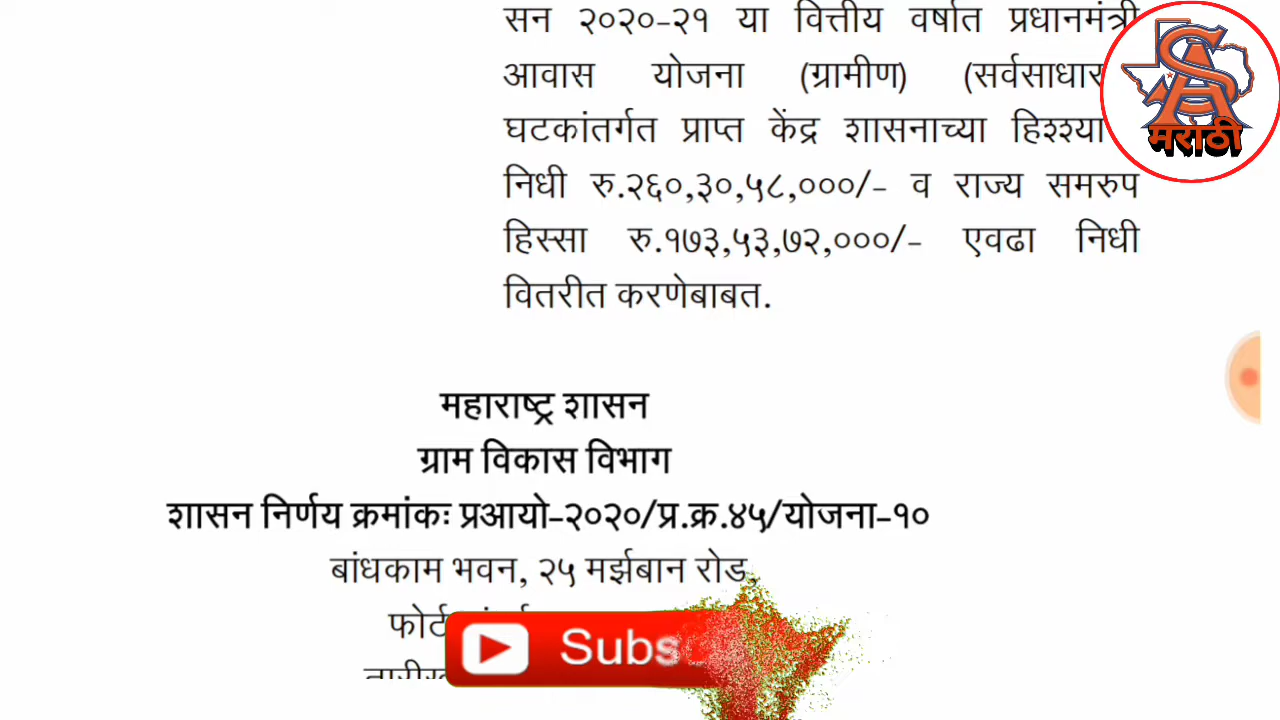 सन २०२०-२१ या वित्तीय वर्षात प्रधानमंत्री
आवास योजना (ग्रामीण)
घटकांतर्गत प्राप्त केंद्र शासनाच्या
निधी रु.२६०,३०,५८,०००/- व राज्य समरुप
हिस्सा रु.१७३,५३,७२,०००/- एवढा निधी
वितरीत करणेबाबत.
SA
मराठी
महाराष्ट्र शासन
ग्राम विकास विभाग
शासन निर्णय क्रमांकः प्रआयो-२०२०/प्र.क्र.४५/योजना-१०
बांधकाम भवन, २५ मर्झबान रोड,
फोर्ट